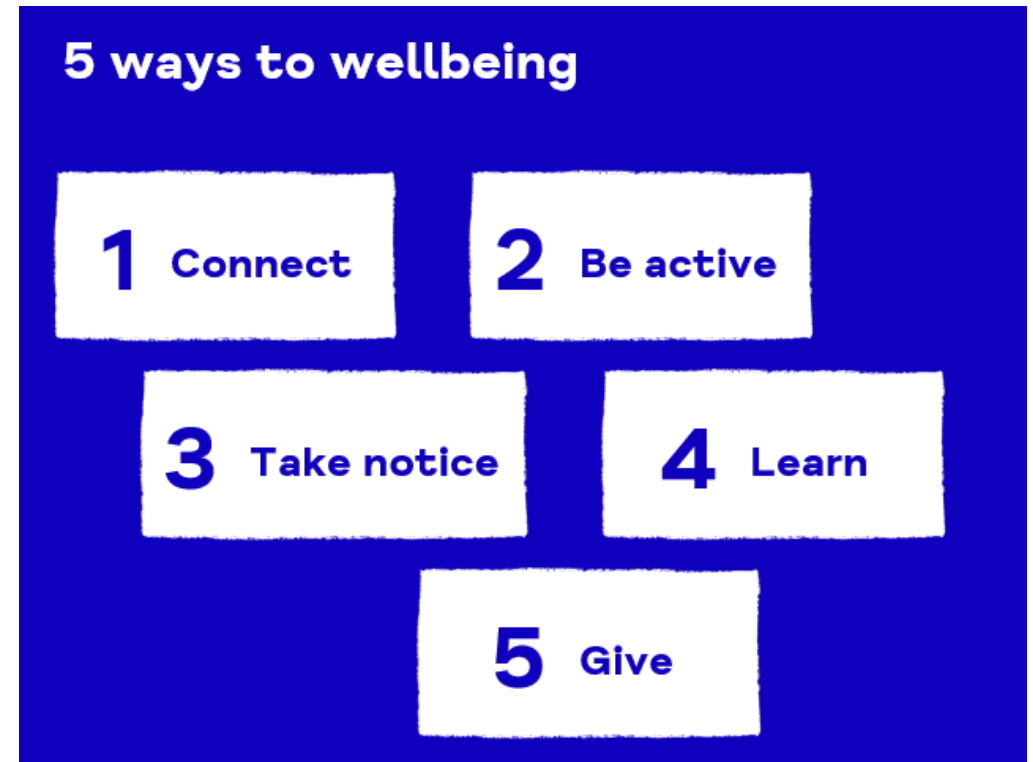 5 ways to wellbeing
1 Connect
2 Be active
3 Take notice
4 Learn
5 Give